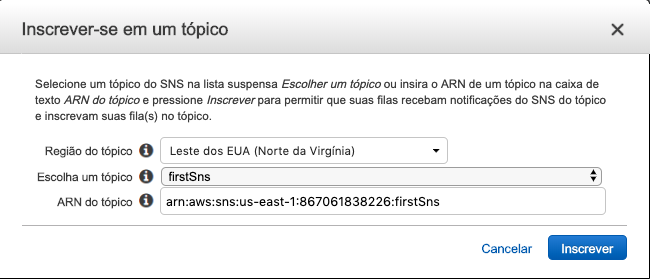 Inscrever-se em um tópico
Selecione um tópico do SNS na lista suspensa Escolher um tópico ou insira o ARN de um tópico na caixa de
texto ARN do tópico e pressione Inscrever para permitir que suas filas recebam notificações do SNS do tópico
e inscrevam suas fila(s) no tópico.
Região do tópico Leste dos EUA (Norte da Virgínia)
Escolha um tópico firstSns
ARN do tópico arn:aws:sns:us-east-1:867061838226:firstSns
Cancelar Inscrever